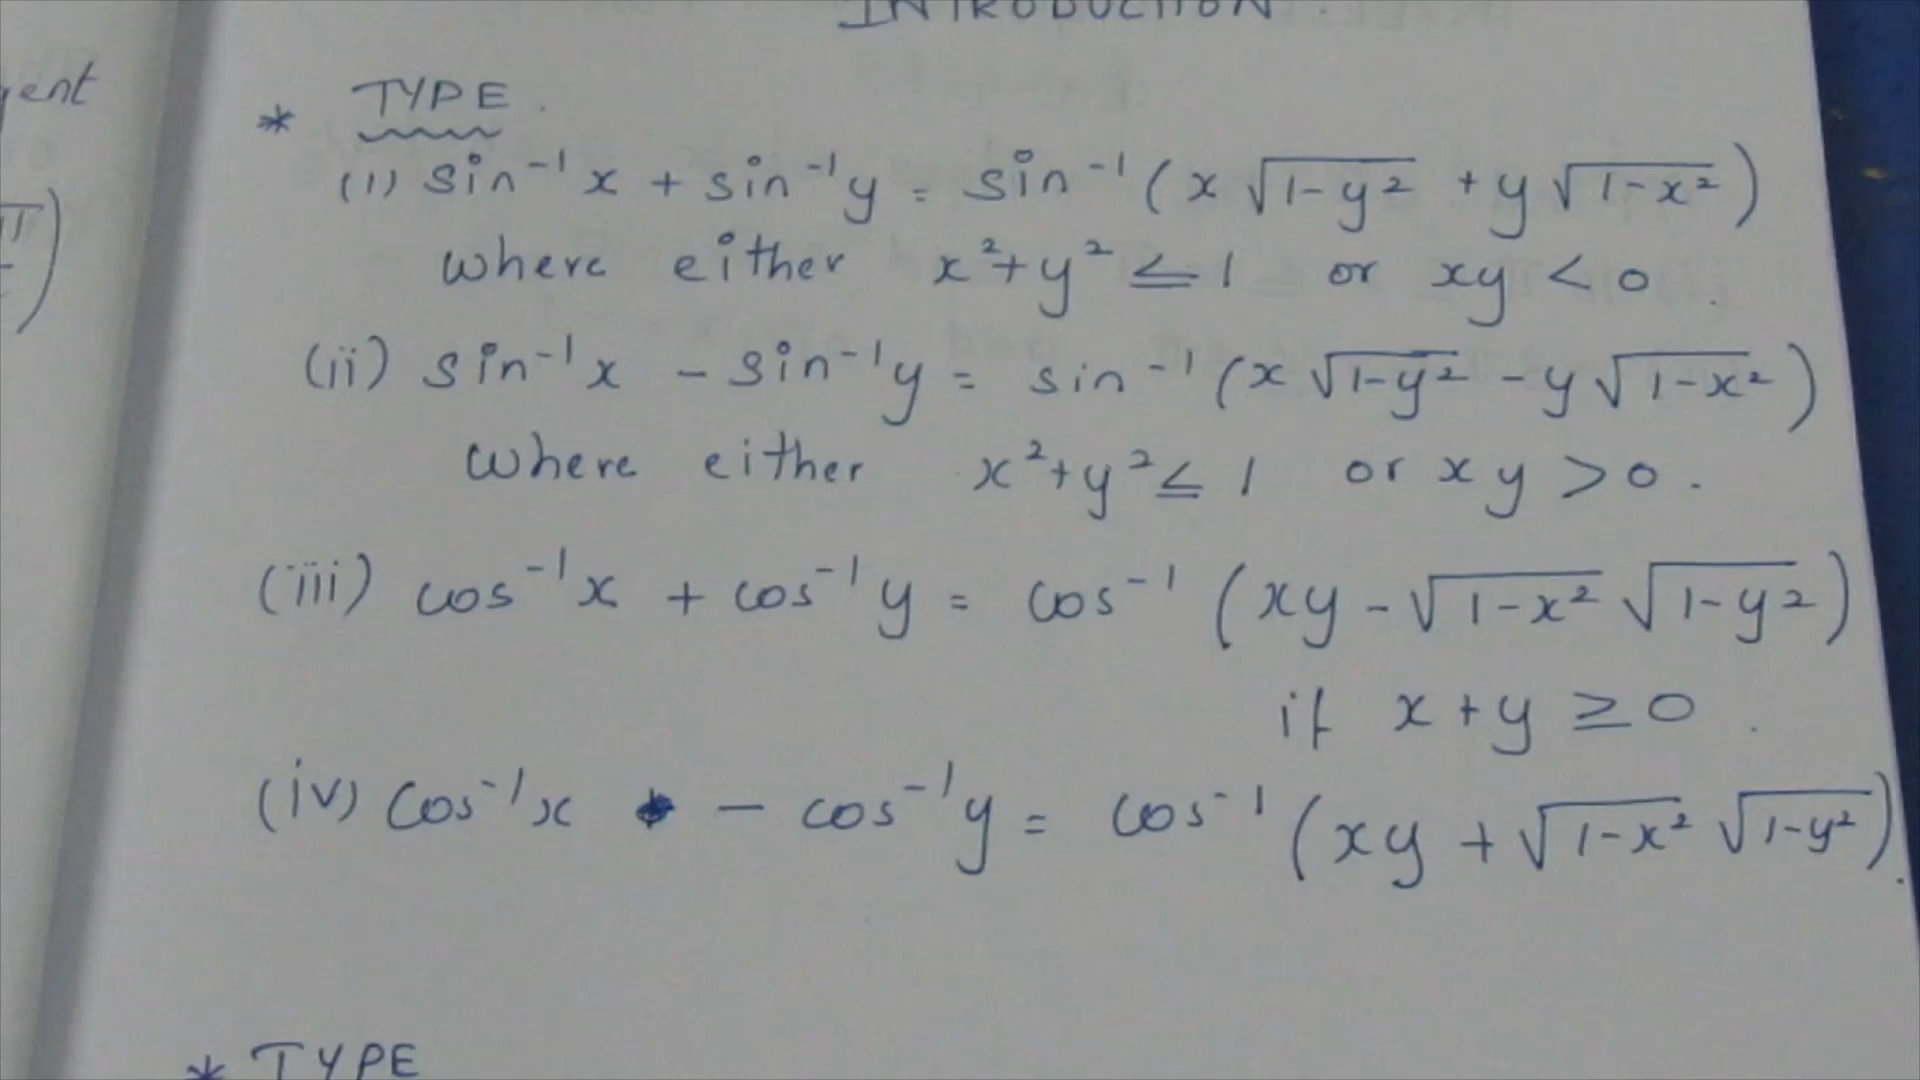 INTRODUCTION
gent
* TYPE.
(i) sin⁻¹x + sin⁻¹y = sin⁻¹(x√1-y² + y√1-x²)
where either x²+y² ≤ 1 or xy < 0.
(ii) sin⁻¹x - sin⁻¹y = sin⁻¹(x√1-y² - y√1-x²)
where either x²+y² ≤ 1 or xy > 0.
(iii) cos⁻¹x + cos⁻¹y = cos⁻¹(xy - √1-x² √1-y²)
if x+y ≥ 0.
(iv) cos⁻¹x - cos⁻¹y = cos⁻¹(xy + √1-x² √1-y²).
* TYPE